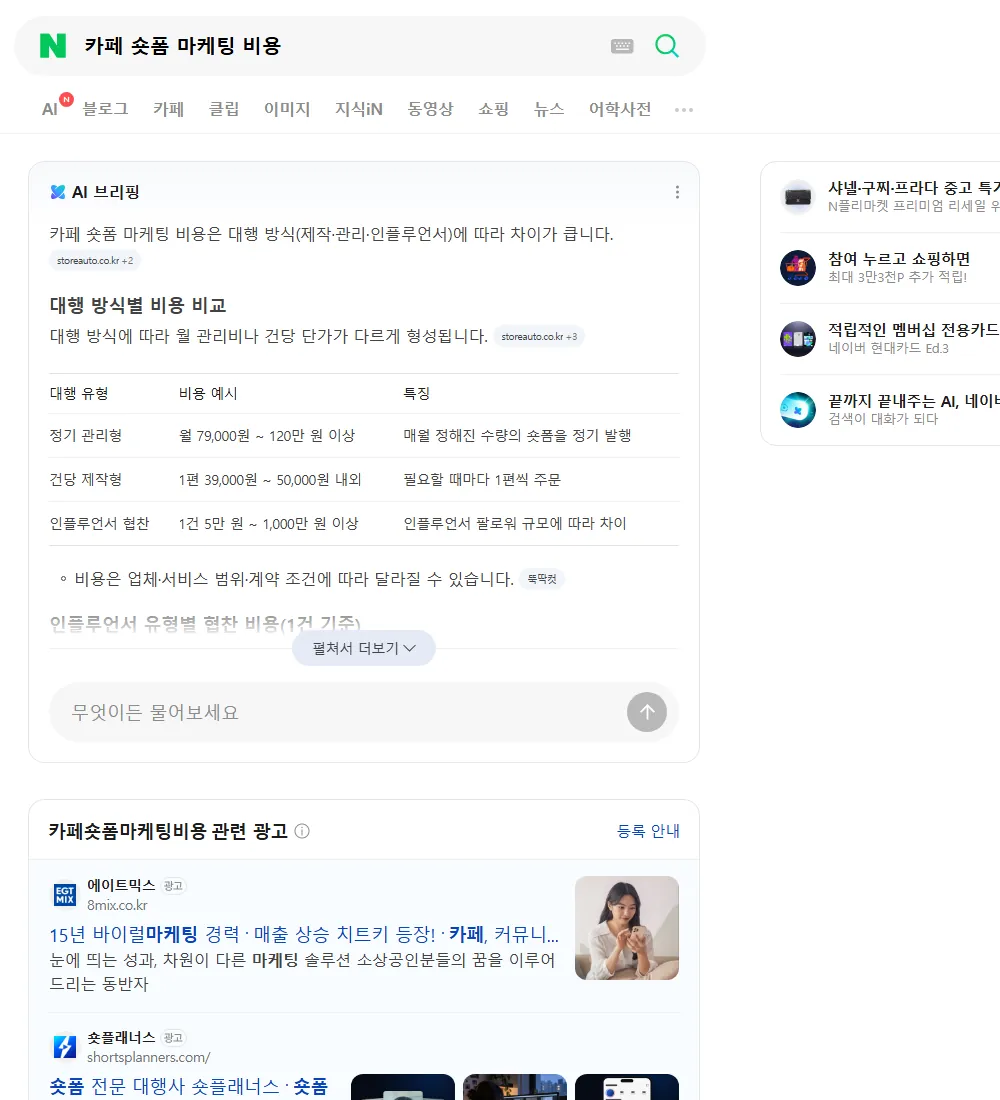 N 카페 숏폼 마케팅 비용
AI N 블로그 카페 클립 이미지 지식iN 동영상 쇼핑 뉴스 어학사전 ···
AI 브리핑
카페 숏폼 마케팅 비용은 대행 방식(제작·관리·인플루언서)에 따라 차이가 큽니다.
storeauto.co.kr +2
대행 방식별 비용 비교
대행 방식에 따라 월 관리비나 건당 단가가 다르게 형성됩니다. storeauto.co.kr +3
대행 유형 비용 예시 특징
정기 관리형 월 79,000원 ~ 120만 원 이상 매월 정해진 수량의 숏폼을 정기 발행
건당 제작형 1편 39,000원 ~ 50,000원 내외 필요할 때마다 1편씩 주문
인플루언서 협찬 1건 5만 원 ~ 1,000만 원 이상 인플루언서 팔로워 규모에 따라 차이
비용은 업체·서비스 범위·계약 조건에 따라 달라질 수 있습니다. 뚝딱컷
인플루언서 유형별 협찬 비용(1건 기준)
펼쳐서 더보기
무엇이든 물어보세요
카페숏폼마케팅비용 관련 광고
등록 안내
EGT
MIX
에이트믹스 광고
8mix.co.kr
15년 바이럴마케팅 경력 · 매출 상승 치트키 등장! · 카페, 커뮤니...
눈에 띄는 성과, 차원이 다른 마케팅 솔루션 소상공인분들의 꿈을 이루어
드리는 동반자
숏플래너스 광고
shortsplanners.com/
숏폼 전문 대행사 숏플래너스 · 숏폼
샤넬·구찌·프라다 중고 특가
N플리마켓 프리미엄 리세일
참여 누르고 쇼핑하면
최대 3만3천P 추가 적립!
적립적인 멤버십 전용카드
네이버 현대카드 Ed.3
끝까지 끝내주는 AI, 네이버
검색이 대화가 되다